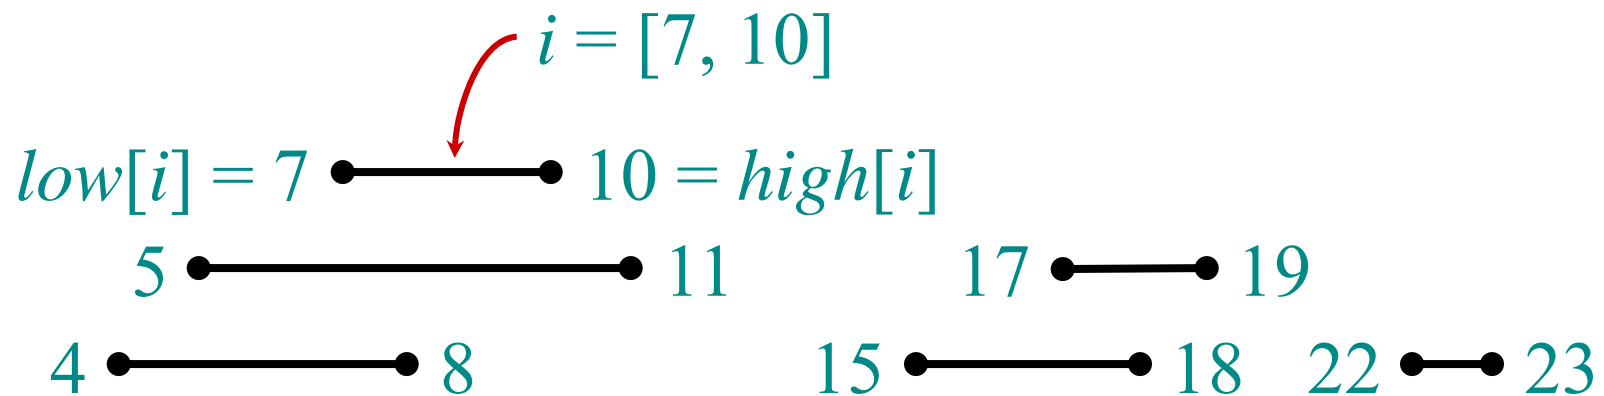 i = [7, 10]
low[i] = 7 10 = high[i]
5 11 17 19
4 8 15 18 22 23